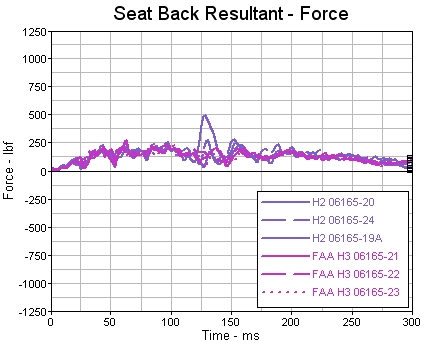 Seat Back Resultant - Force
Force - lbf
1250
1000
750
500
250
0
-250
-500
-750
-1000
-1250
H2 06165-20
H2 06165-24
H2 06165-19A
FAA H3 06165-21
FAA H3 06165-22
FAA H3 06165-23
0
50
100
150
200
250
300
Time - ms